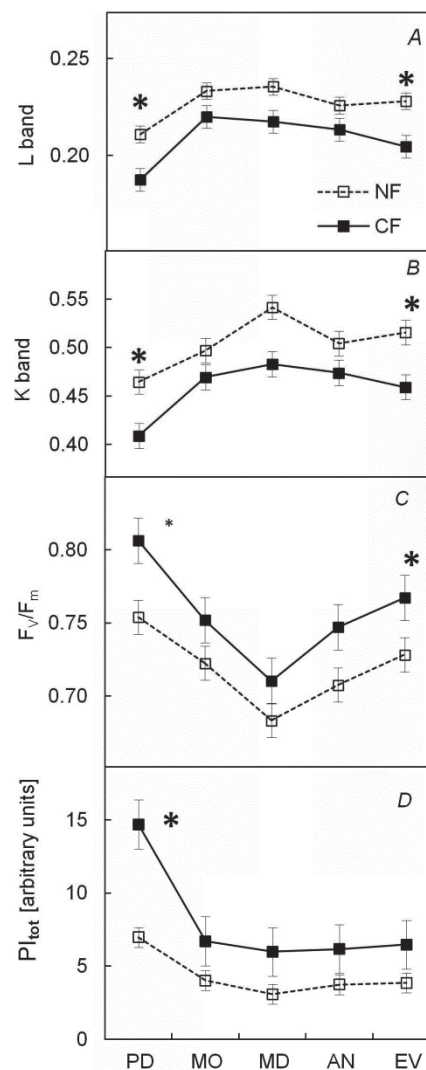 A
0.25
*
*
L band
0.20
NF
CF
B
0.55
*
K band
0.50
*
0.45
0.40
C
0.80
*
*
Fv/Fm
0.75
0.70
D
15
*
PItot [arbitrary units]
10
5
0
PD MO MD AN EV